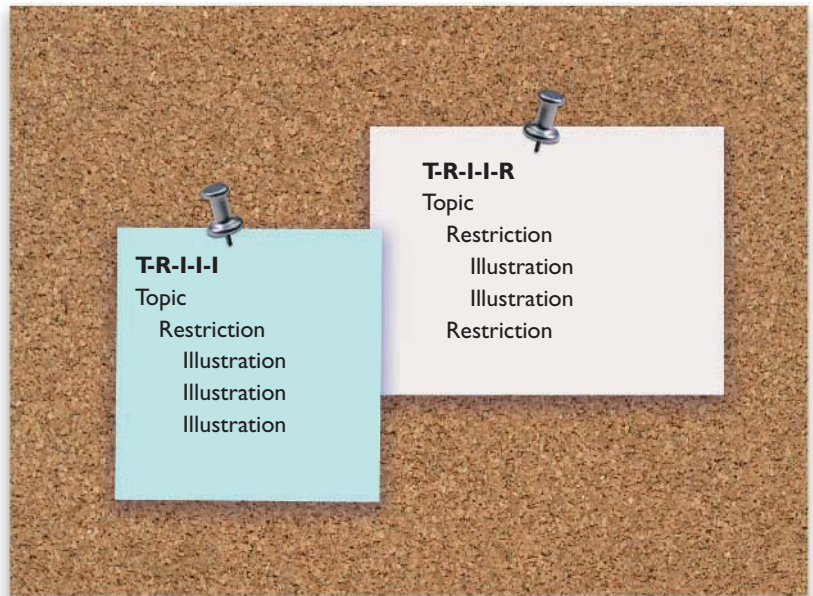 T-R-I-I-I
Topic
Restriction
Illustration
Illustration
Illustration
T-R-I-I-R
Topic
Restriction
Illustration
Illustration
Restriction